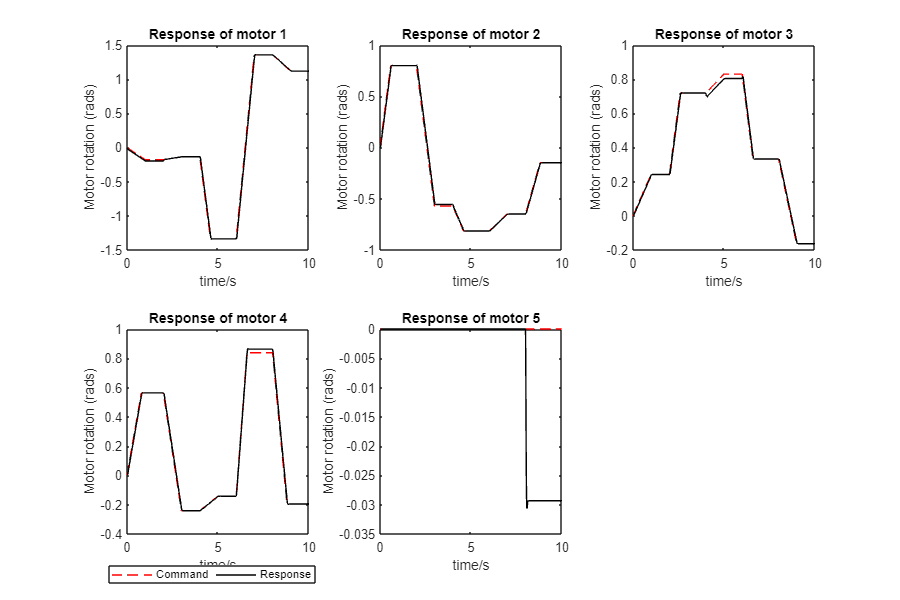 Response of motor 1
1.5
1
0.5
0
-0.5
-1
-1.5
Motor rotation (rads)
0 5 10
time/s
Response of motor 2
1
0.5
0
-0.5
-1
Motor rotation (rads)
0 5 10
time/s
Response of motor 3
1
0.8
0.6
0.4
0.2
0
-0.2
Motor rotation (rads)
0 5 10
time/s
Response of motor 4
1
0.8
0.6
0.4
0.2
0
-0.2
-0.4
Motor rotation (rads)
0 5 10
time/s
Response of motor 5
0
-0.005
-0.01
-0.015
-0.02
-0.025
-0.03
-0.035
Motor rotation (rads)
0 5 10
time/s
Command Response